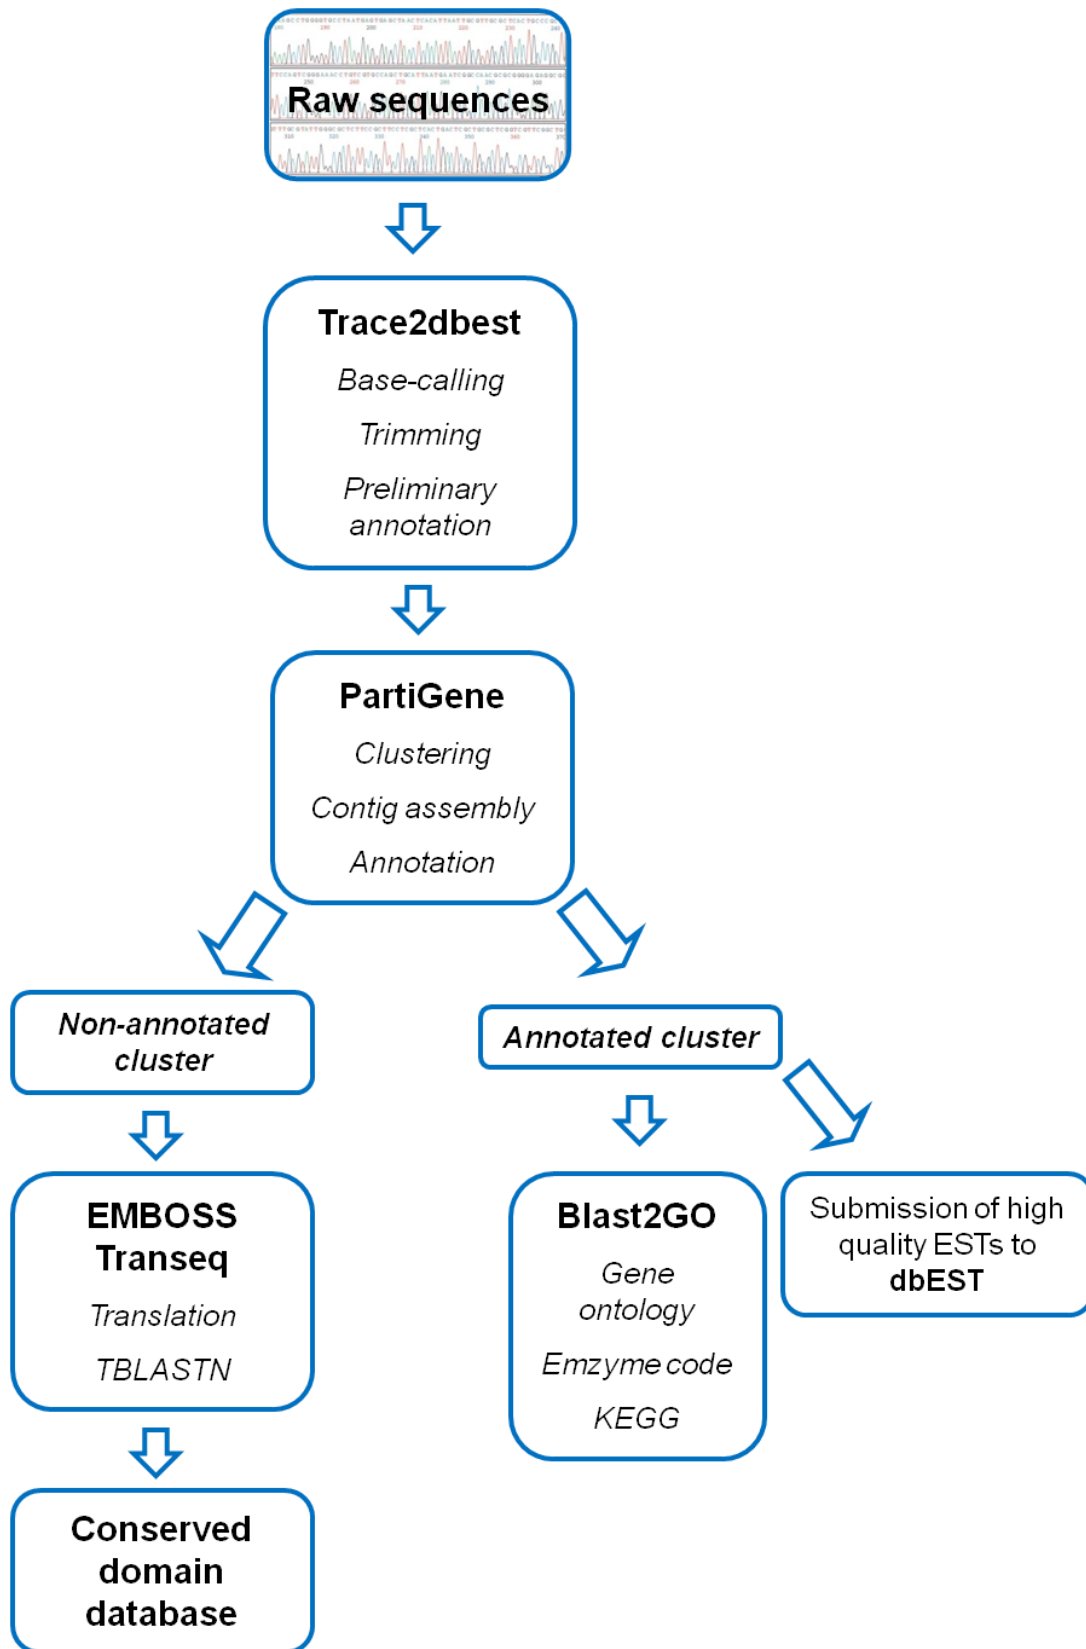 Raw sequences
Trace2dbest
Base-calling
Trimming
Preliminary
annotation
PartiGene
Clustering
Contig assembly
Annotation
Non-annotated
cluster
Annotated cluster
EMBOSS
Transeq
Translation
TBLASTN
Blast2GO
Gene
ontology
Emzyme code
KEGG
Submission of high
quality ESTs to
dbEST
Conserved
domain
database